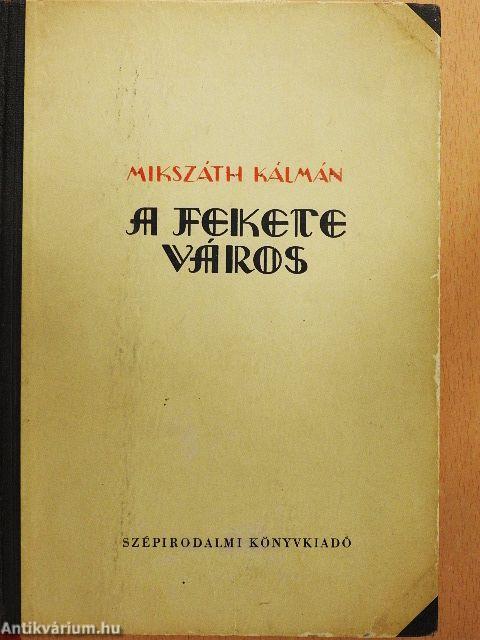 MIKSZÁTH KÁLMÁN
A FEKETE
VÁROS
SZÉPIRODALMI KÖNYVKIADÓ
Antikvárium.hu